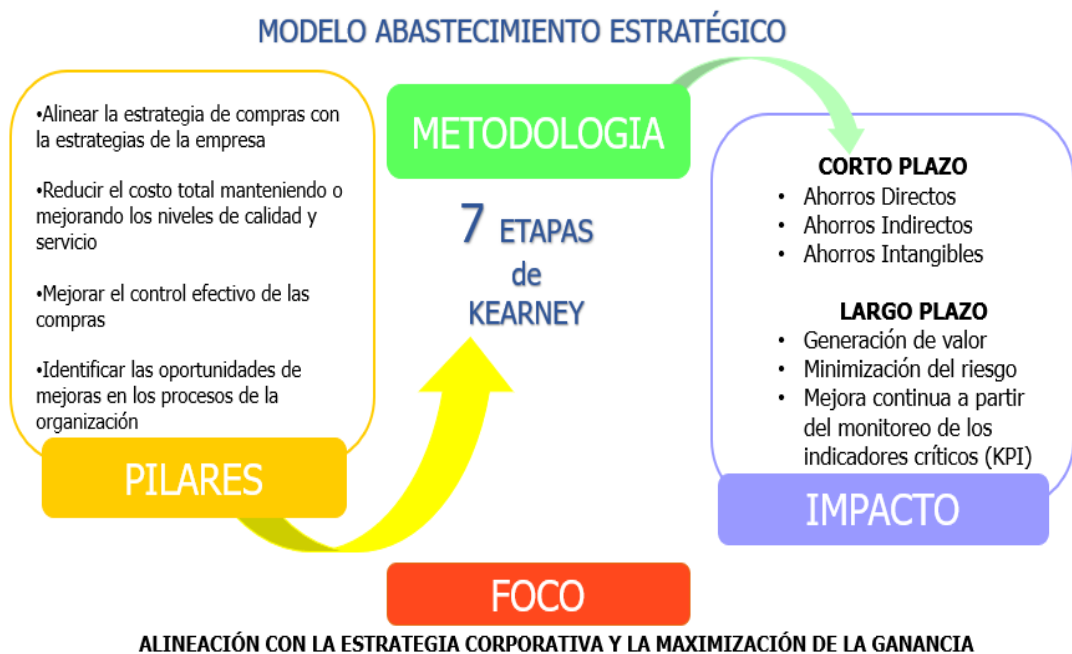 MODELO ABASTECIMIENTO ESTRATÉGICO
•Alinear la estrategia de compras con
la estrategias de la empresa
•Reducir el costo total manteniendo o
mejorando los niveles de calidad y
servicio
•Mejorar el control efectivo de las
compras
•Identificar las oportunidades de
mejoras en los procesos de la
organización
PILARES
METODOLOGIA
7 ETAPAS
de
KEARNEY
CORTO PLAZO
• Ahorros Directos
• Ahorros Indirectos
• Ahorros Intangibles
LARGO PLAZO
• Generación de valor
• Minimización del riesgo
• Mejora continua a partir
del monitoreo de los
indicadores críticos (KPI)
IMPACTO
FOCO
ALINEACIÓN CON LA ESTRATEGIA CORPORATIVA Y LA MAXIMIZACIÓN DE LA GANANCIA